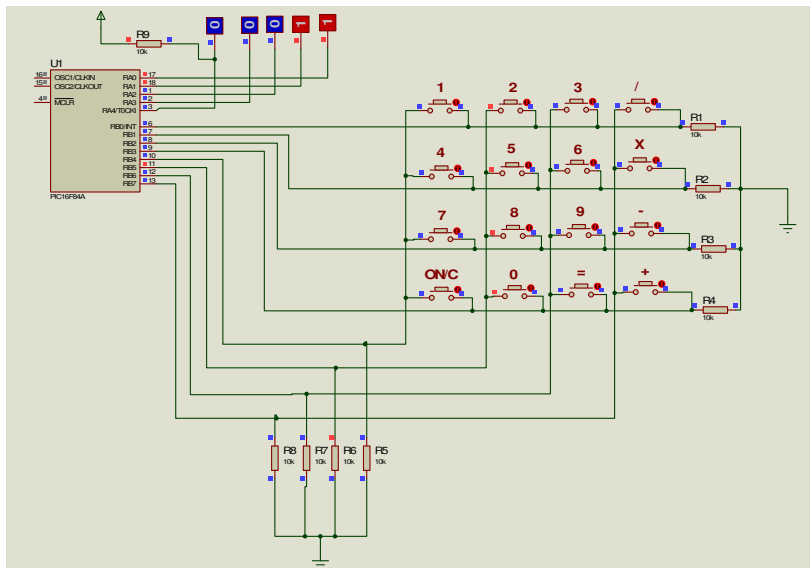 R9
10k
0
0
0
1
1
U1
16
OSC1/CLKIN
15
OSC2/CLKOUT
4
MCLR
RA0
17
RA1
18
RA2
1
RA3
2
RA4/T0CKI
3
RB0/INT
6
RB1
7
RB2
8
RB3
9
RB4
10
RB5
11
RB6
12
RB7
13
PIC16F84A
1
2
3
/
R1
10k
4
5
6
X
R2
10k
7
8
9
-
R3
10k
ON/C
0
=
+
R4
10k
R8
10k
R7
10k
R6
10k
R5
10k